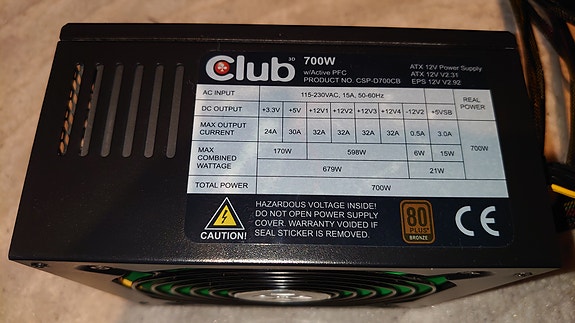 Club 3D 700W
w/Active PFC
PRODUCT NO. CSP-D700CB
ATX 12V Power Supply
ATX 12V V2.31
EPS 12V V2.92
AC INPUT 115-230VAC, 15A, 50-60Hz REAL POWER
DC OUTPUT +3.3V +5V +12V1 +12V2 +12V3 +12V4 -12V2 +5VSB
MAX OUTPUT CURRENT 24A 30A 32A 32A 32A 32A 0.5A 3.0A 700W
MAX COMBINED WATTAGE 170W 598W 6W 15W
679W 21W
TOTAL POWER 700W
CAUTION!
HAZARDOUS VOLTAGE INSIDE!
DO NOT OPEN POWER SUPPLY
COVER. WARRANTY VOIDED IF
SEAL STICKER IS REMOVED.
80
PLUS
BRONZE
CE